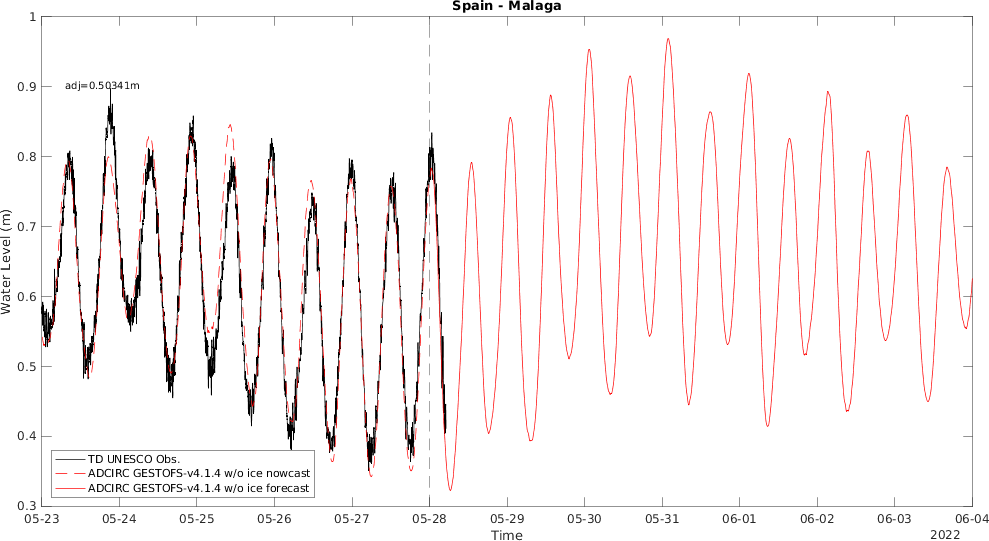 Spain - Malaga
1
0.9
0.8
0.7
0.6
0.5
0.4
0.3
Water Level (m)
adj=0.50341m
TD UNESCO Obs.
ADCIRC GESTOFS-v4.1.4 w/o ice nowcast
ADCIRC GESTOFS-v4.1.4 w/o ice forecast
05-23 05-24 05-25 05-26 05-27 05-28 05-29 05-30 05-31 06-01 06-02 06-03 06-04
Time
2022